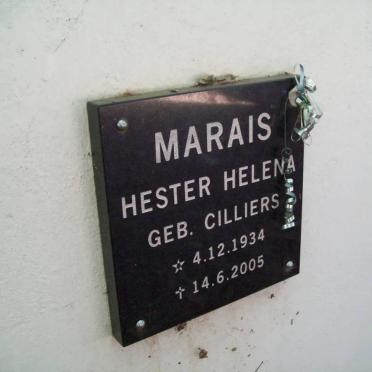 MARAIS
HESTER HELENA
GEB. CILLIERS
☆ 4.12.1934
✝ 14.6.2005